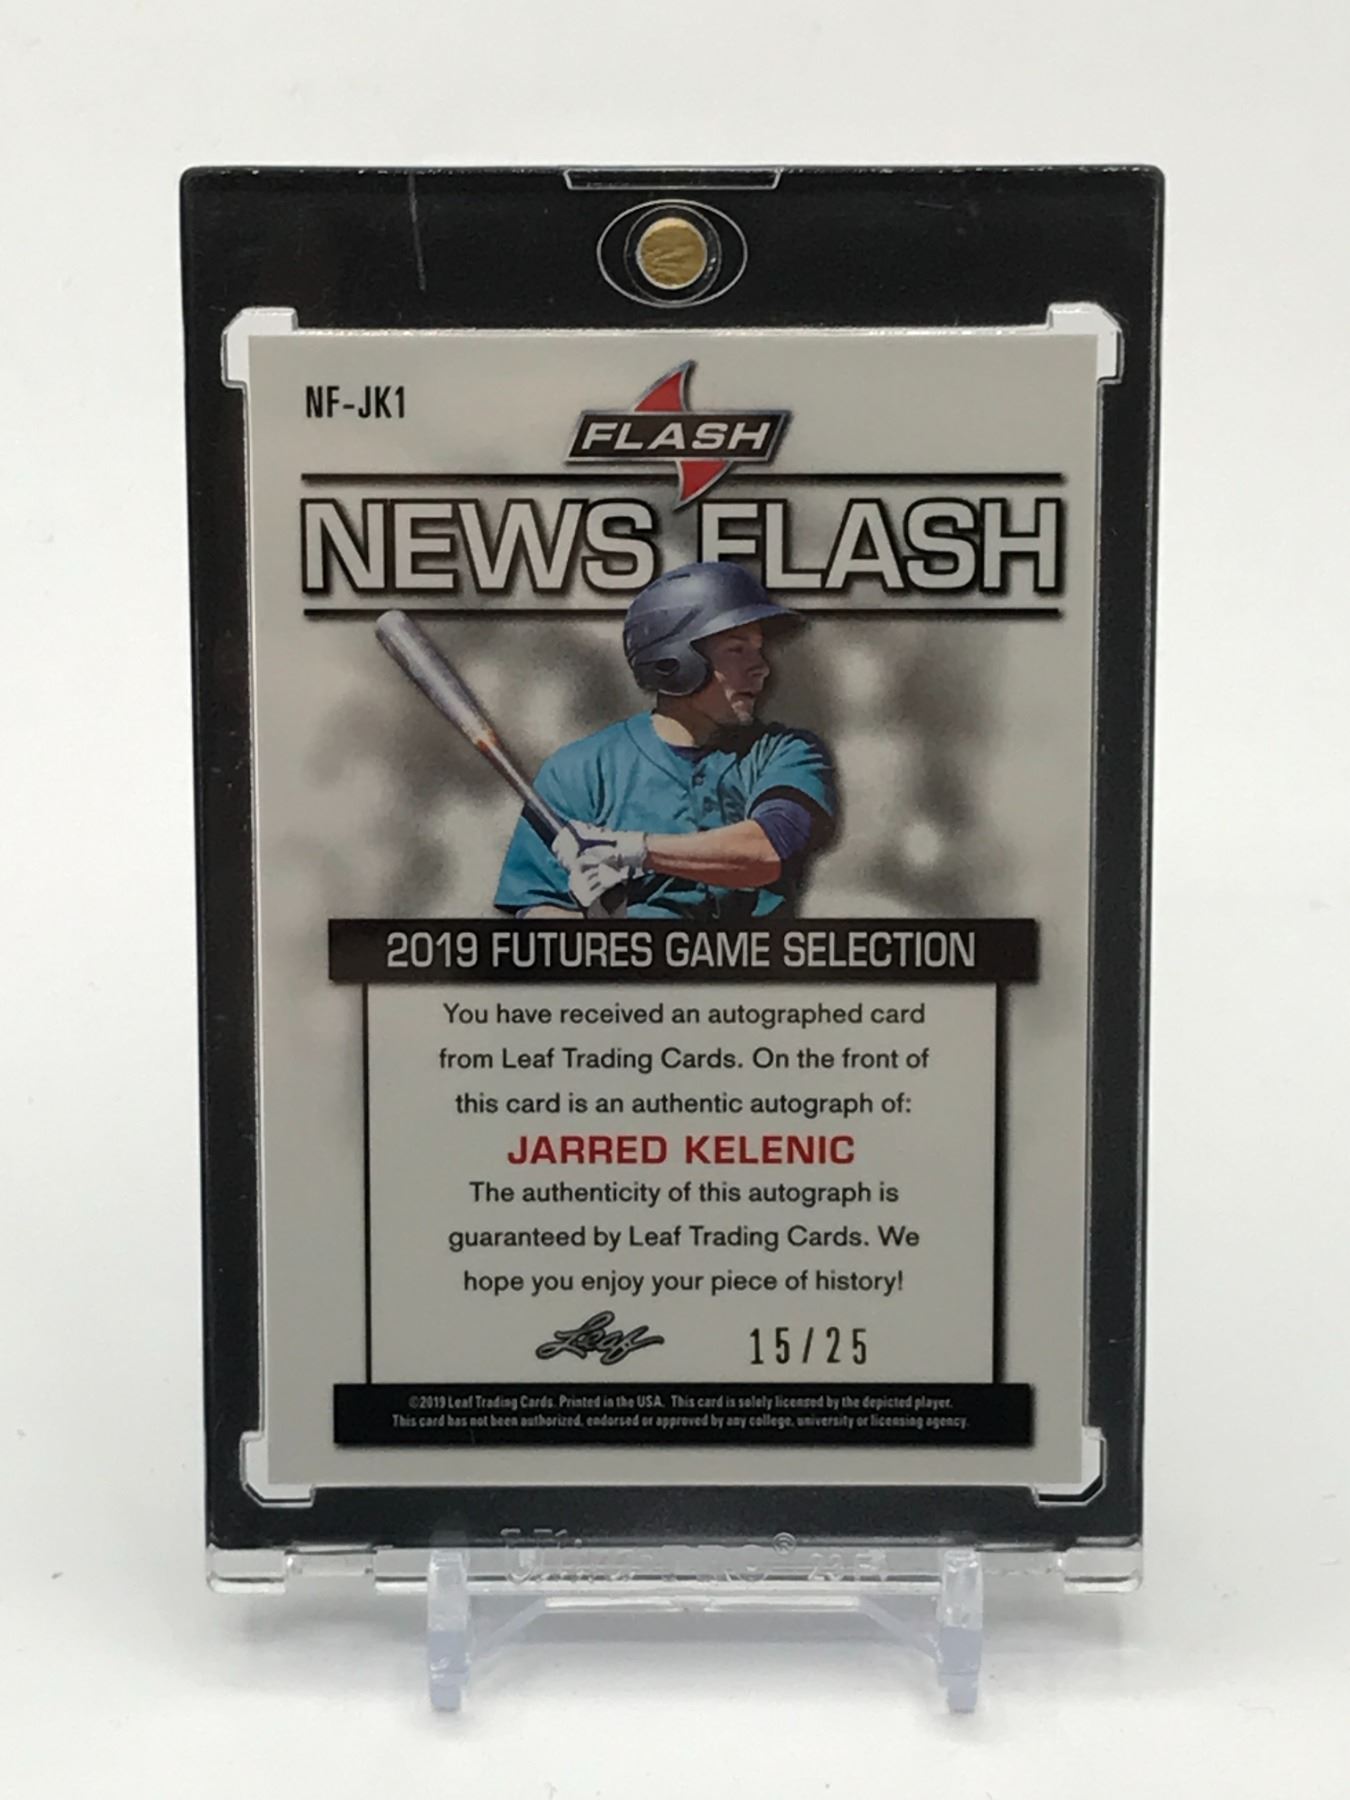 NF-JK1
FLASH
NEWS FLASH
2019 FUTURES GAME SELECTION
You have received an autographed card
from Leaf Trading Cards. On the front of
this card is an authentic autograph of:
JARRED KELENIC
The authenticity of this autograph is
guaranteed by Leaf Trading Cards. We
hope you enjoy your piece of history!
Leaf 15/25
©2019 Leaf Trading Cards. Printed in the USA. This card is solely licensed by the depicted player.
This card has not been authorized, endorsed or approved by any college, university or licensing agency.